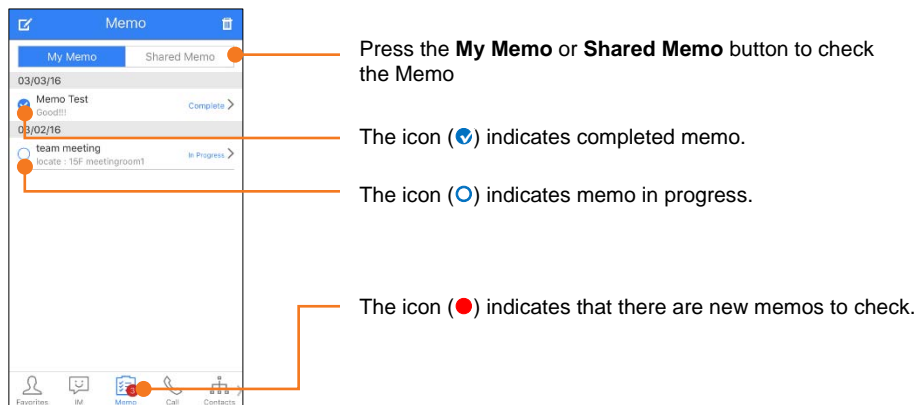 Memo
My Memo Shared Memo
03/03/16
Memo Test
Good!!!
Complete
03/02/16
team meeting
locate : 15F meetingroom1
In Progress
3
Favorites IM Memo Call Contacts
Press the My Memo or Shared Memo button to check
the Memo
The icon ( ) indicates completed memo.
The icon ( ) indicates memo in progress.
The icon ( ) indicates that there are new memos to check.